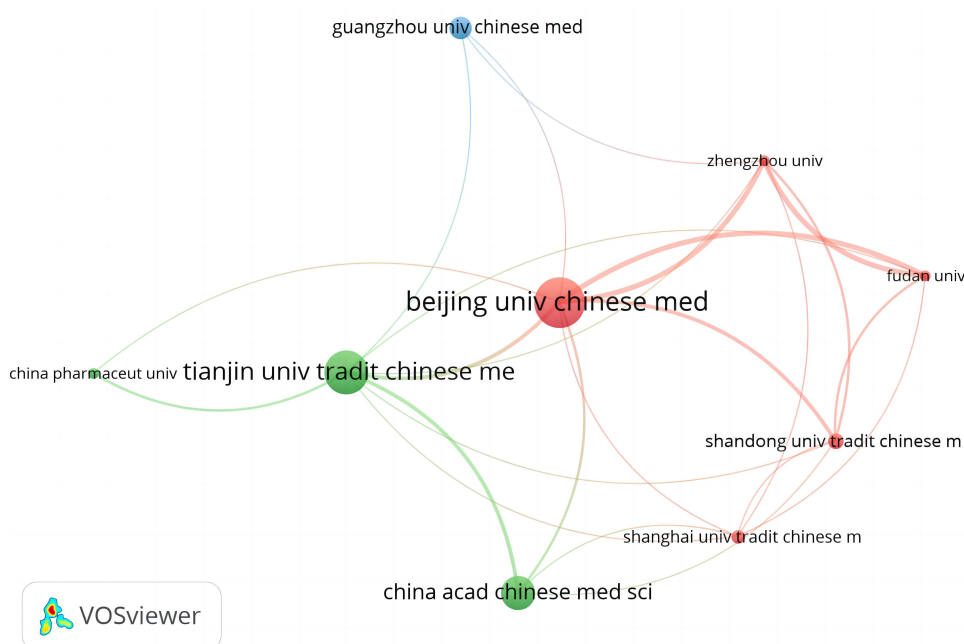 guangzhou univ chinese med
zhengzhou univ
fudan univ
beijing univ chinese med
china pharmaceut univ
tianjin univ tradit chinese me
shandong univ tradit chinese m
shanghai univ tradit chinese m
china acad chinese med sci
VOSviewer